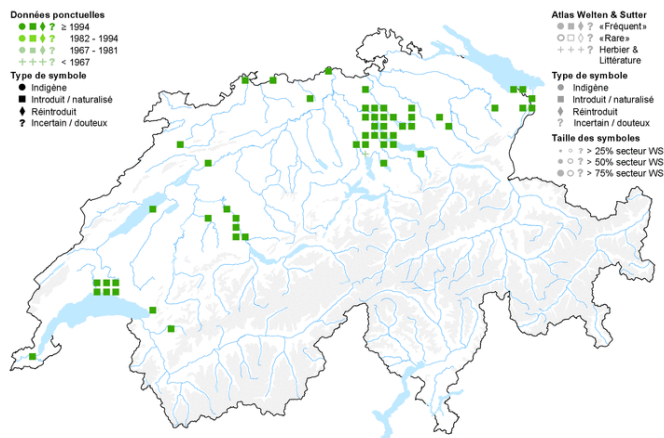 Données ponctuelles
? ≥ 1994
? 1982 - 1994
? 1967 - 1981
? < 1967
Type de symbole
Indigène
Introduit / naturalisé
Réintroduit
? Incertain / douteux
Atlas Welten & Sutter
? «Fréquent»
? «Rare»
? Herbier &
Littérature
Type de symbole
Indigène
Introduit / naturalisé
Réintroduit
? Incertain / douteux
Taille des symboles
? > 25% secteur WS
? > 50% secteur WS
? > 75% secteur WS